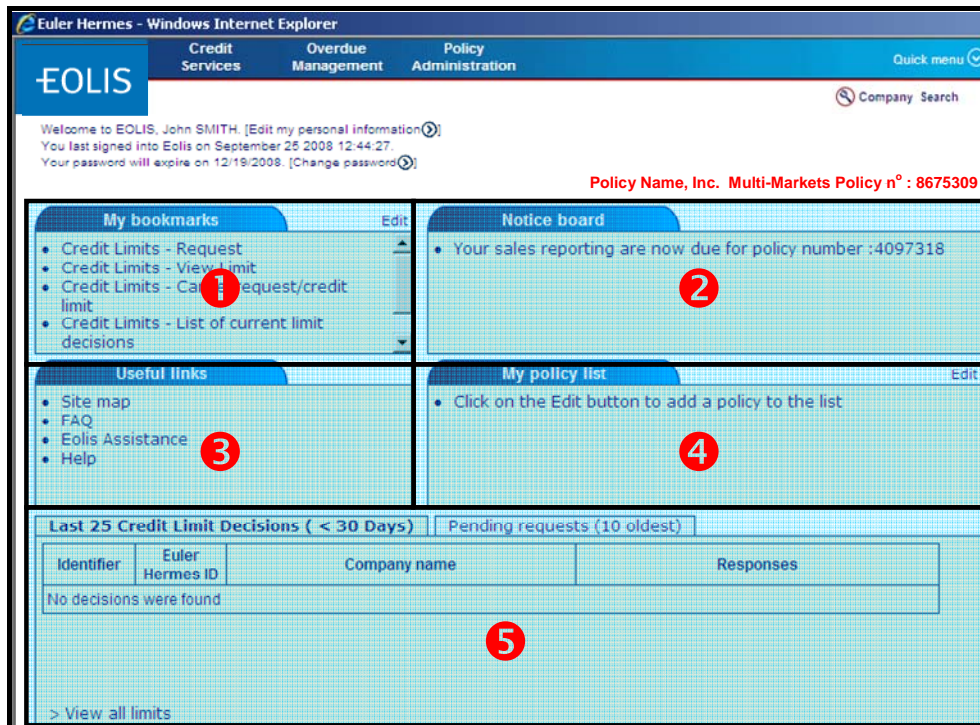 Euler Hermes - Windows Internet Explorer
Credit Services
Overdue Management
Policy Administration
Quick menu
EOLIS
Company Search
Welcome to EOLIS, John SMITH. [Edit my personal information]
You last signed into Eolis on September 25 2008 12:44:27.
Your password will expire on 12/19/2008. [Change password]
Policy Name, Inc. Multi-Markets Policy n° : 8675309
My bookmarks
Edit
• Credit Limits - Request
• Credit Limits - View Limit
• Credit Limits - request/credit
limit
• Credit Limits - List of current limit
decisions
1
Notice board
• Your sales reporting are now due for policy number :4097318
2
Useful links
• Site map
• FAQ
• Eolis Assistance
• Help
3
My policy list
Edit
• Click on the Edit button to add a policy to the list
4
Last 25 Credit Limit Decisions ( < 30 Days)
Pending requests (10 oldest)
Identifier
Euler
Hermes ID
Company name
Responses
No decisions were found
5
> View all limits